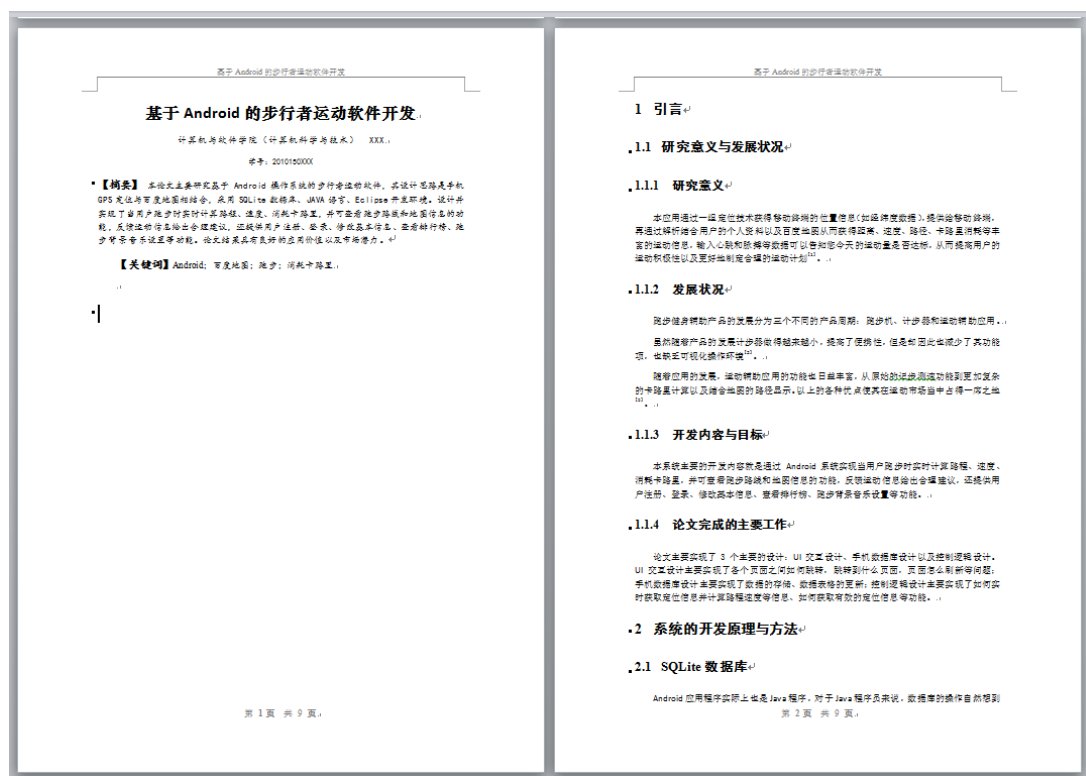 基于 Android 的步行者运动软件开发
基于 Android 的步行者运动软件开发
计算机与软件学院（计算机科学与技术） XXX
学号：2010150XXX
【摘要】 本论文主要研究基于 Android 操作系统的步行者运动软件，其设计思路是手机
GPS 定位与百度地图相结合，采用 SQLite 数据库、JAVA 语言、Eclipse 开发环境。设计并
实现了当用户跑步时实时计算路程、速度、消耗卡路里，并可查看跑步路线和地图信息的功
能，反馈运动信息给出合理建议，还提供用户注册、登录、修改基本信息、查看排行榜、跑
步背景音乐设置等功能。论文结果具有良好的应用价值以及市场潜力。
【关键词】Android；百度地图；跑步；消耗卡路里
第 1 页 共 9 页
基于 Android 的步行者运动软件开发
1 引言
1.1 研究意义与发展状况
1.1.1 研究意义
本应用通过一组定位技术获得移动终端的位置信息（如经纬度数据），提供给移动终端，
再通过解析结合用户的个人资料以及百度地图从而获得距离、速度、路径、卡路里消耗等丰
富的运动信息，输入心跳和脉搏等数据可以告知您今天的运动量是否达标，从而提高用户的
运动积极性以及更好地制定合理的运动计划[1]。
1.1.2 发展状况
跑步健身辅助产品的发展分为三个不同的产品周期：跑步机、计步器和运动辅助应用。
虽然随着产品的发展计步器做得越来越小，提高了便携性，但是却因此也减少了其功能
项，也缺乏可视化操作环境[2]。
随着应用的发展，运动辅助应用的功能也日益丰富，从原始的记步测速功能到更加复杂
的卡路里计算以及结合地图的路径显示。以上的各种优点使其在运动市场当中占得一席之地
[3]。
1.1.3 开发内容与目标
本系统主要的开发内容就是通过 Android 系统实现当用户跑步时实时计算路程、速度、
消耗卡路里，并可查看跑步路线和地图信息的功能，反馈运动信息给出合理建议，还提供用
户注册、登录、修改基本信息、查看排行榜、跑步背景音乐设置等功能。
1.1.4 论文完成的主要工作
论文主要实现了 3 个主要的设计：UI 交互设计、手机数据库设计以及控制逻辑设计。
UI 交互设计主要实现了各个页面之间如何跳转，跳转到什么页面，页面怎么刷新等问题；
手机数据库设计主要实现了数据的存储、数据表格的更新；控制逻辑设计主要实现了如何实
时获取定位信息并计算路程速度等信息、如何获取有效的定位信息等功能。
2 系统的开发原理与方法
2.1 SQLite 数据库
Android 应用程序实际上也是 Java 程序，对于 Java 程序员来说，数据库的操作自然想到
第 2 页 共 9 页